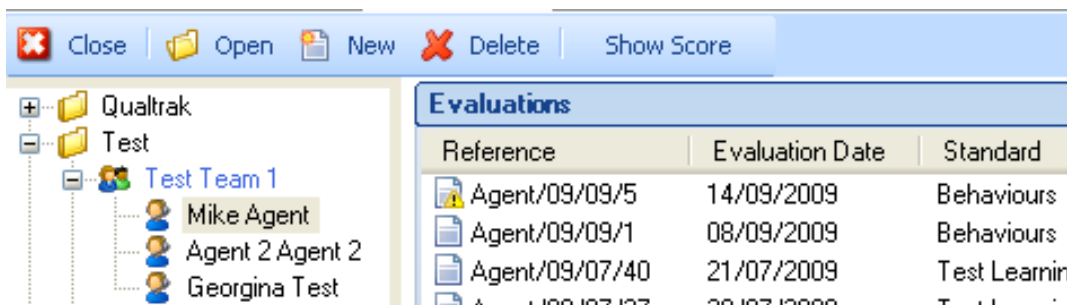 Close Open New Delete Show Score
Qualtrak
Test
Test Team 1
Mike Agent
Agent 2 Agent 2
Georgina Test
Evaluations
Reference Evaluation Date Standard
Agent/09/09/5 14/09/2009 Behaviours
Agent/09/09/1 08/09/2009 Behaviours
Agent/09/07/40 21/07/2009 Test